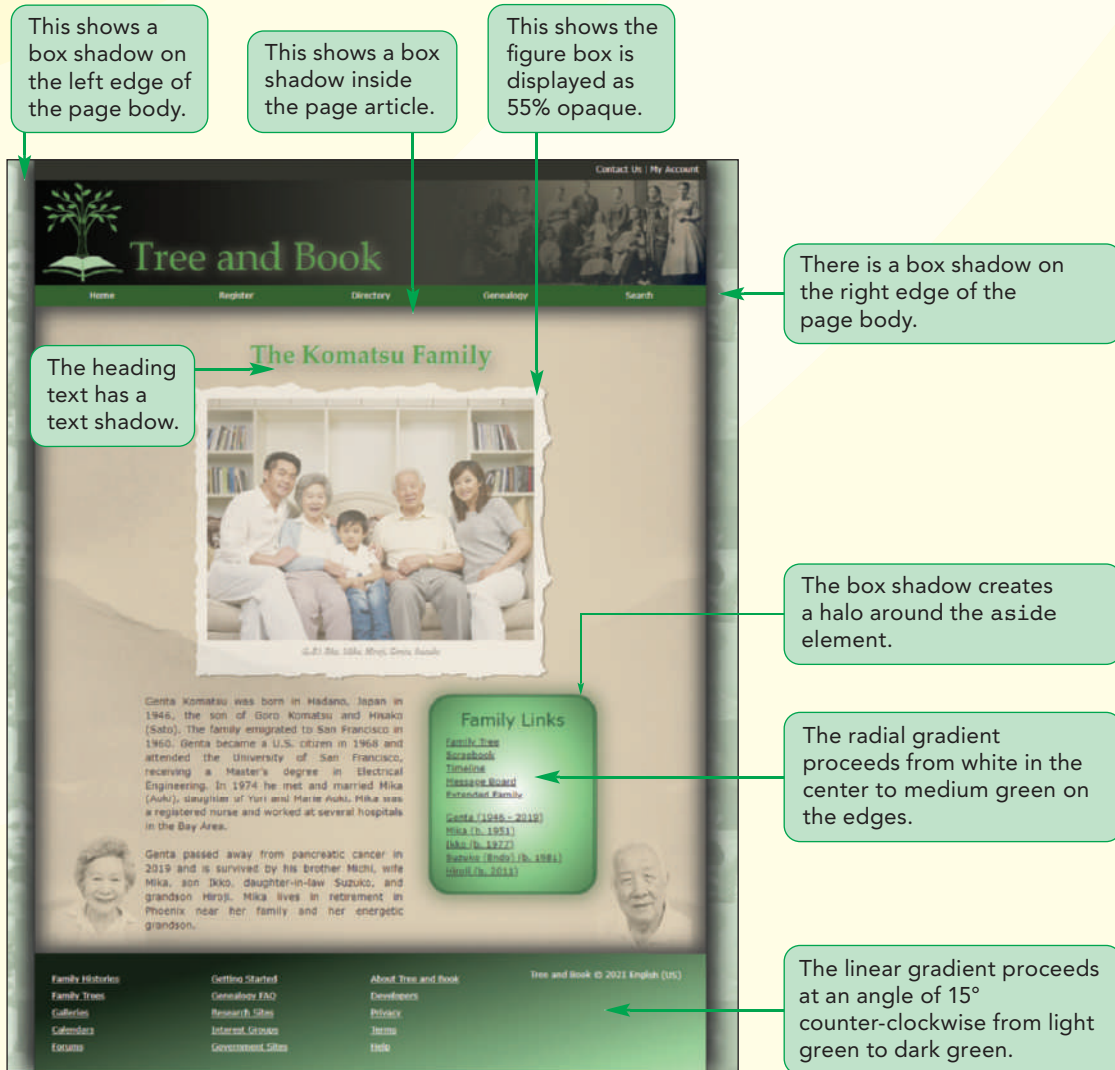 This shows a
box shadow on
the left edge of
the page body.
This shows a box
shadow inside
the page article.
This shows the
figure box is
displayed as
55% opaque.
Contact Us | My Account
Tree and Book
Home Register Directory Genealogy Search
There is a box shadow on
the right edge of the
page body.
The Komatsu Family
The heading
text has a
text shadow.
The box shadow creates
a halo around the aside
element.
Genta Komatsu was born in Hadano, Japan in
1946, the son of Goro Komatsu and Hisako
(Sato). The family emigrated to San Francisco in
1960. Genta became a U.S. citizen in 1968 and
attended the University of San Francisco,
receiving a Master's degree in Electrical
Engineering. In 1974 he met and married Mika
(Aoki), daughter of Yuri and Marie Aoki. Mika was
a registered nurse and worked at several hospitals
in the Bay Area.
Genta passed away from pancreatic cancer in
2019 and is survived by his brother Michi, wife
Mika, son Ikko, daughter-in-law Suzuko, and
grandson Hiroji. Mika lives in retirement in
Phoenix near her family and her energetic
grandson.
Family Links
Family Tree
Scrapbook
Timeline
Message Board
Extended Family
Genta (1946 - 2019)
Mika (b. 1951)
Ikko (b. 1977)
Suzuko (Endo) (b. 1981)
Hiroji (b. 2011)
The radial gradient
proceeds from white in the
center to medium green on
the edges.
Family Histories
Family Trees
Galleries
Calendars
Forums
Getting Started
Genealogy FAQ
Research Sites
Interest Groups
Government Sites
About Tree and Book
Developers
Privacy
Terms
Help
Tree and Book © 2021 English (US)
The linear gradient proceeds
at an angle of 15°
counter-clockwise from light
green to dark green.